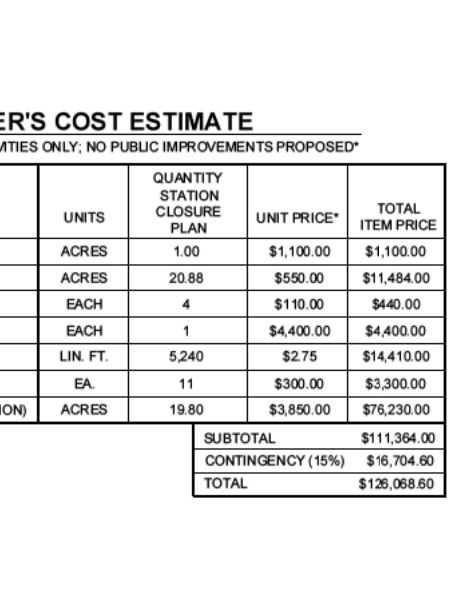 ER'S COST ESTIMATE
NTIES ONLY; NO PUBLIC IMPROVEMENTS PROPOSED*
UNITS QUANTITY STATION CLOSURE PLAN UNIT PRICE* TOTAL ITEM PRICE
ACRES 1.00 $1,100.00 $1,100.00
ACRES 20.88 $550.00 $11,484.00
EACH 4 $110.00 $440.00
EACH 1 $4,400.00 $4,400.00
LIN. FT. 5,240 $2.75 $14,410.00
EA. 11 $300.00 $3,300.00
ION) ACRES 19.80 $3,850.00 $76,230.00
SUBTOTAL $111,364.00
CONTINGENCY (15%) $16,704.60
TOTAL $126,068.60